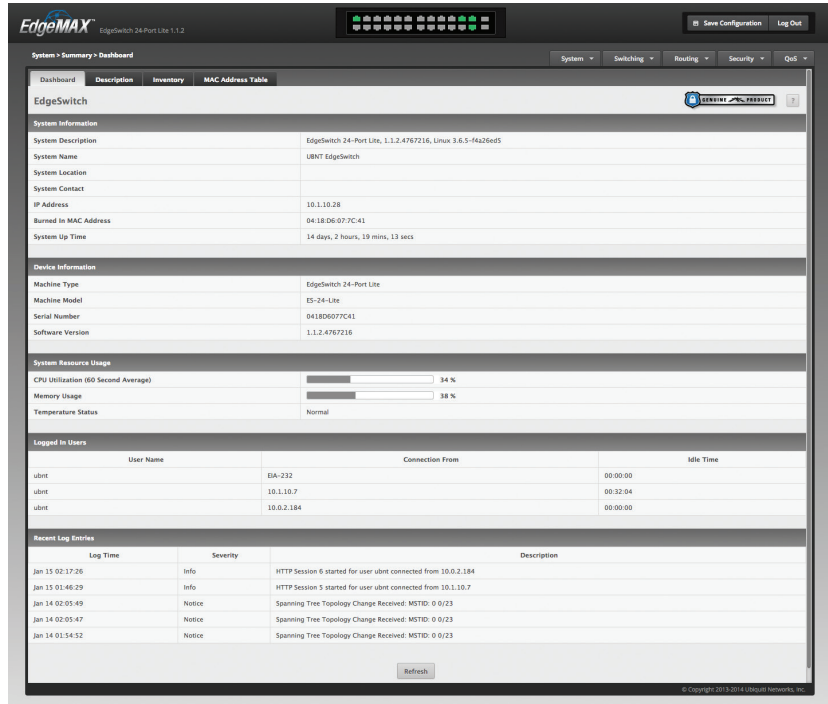 EdgeMAX™ EdgeSwitch 24-Port Lite 1.1.2
Save Configuration Log Out
System > Summary > Dashboard
System Switching Routing Security QoS
Dashboard Description Inventory MAC Address Table
EdgeSwitch GENUINE PRODUCT ?
System Information
System Description EdgeSwitch 24-Port Lite, 1.1.2.4767216, Linux 3.6.5-f4a26ed5
System Name UBNT EdgeSwitch
System Location
System Contact
IP Address 10.1.10.28
Burned In MAC Address 04:18:D6:07:7C:41
System Up Time 14 days, 2 hours, 19 mins, 13 secs
Device Information
Machine Type EdgeSwitch 24-Port Lite
Machine Model ES-24-Lite
Serial Number 0418D6077C41
Software Version 1.1.2.4767216
System Resource Usage
CPU Utilization (60 Second Average) 34 %
Memory Usage 38 %
Temperature Status Normal
Logged In Users
User Name Connection From Idle Time
ubnt EIA-232 00:00:00
ubnt 10.1.10.7 00:32:04
ubnt 10.0.2.184 00:00:00
Recent Log Entries
Log Time Severity Description
Jan 15 02:17:26 Info HTTP Session 6 started for user ubnt connected from 10.0.2.184
Jan 15 01:46:29 Info HTTP Session 5 started for user ubnt connected from 10.1.10.7
Jan 14 02:05:49 Notice Spanning Tree Topology Change Received: MSTID: 0 0/23
Jan 14 02:05:47 Notice Spanning Tree Topology Change Received: MSTID: 0 0/23
Jan 14 01:54:52 Notice Spanning Tree Topology Change Received: MSTID: 0 0/23
Refresh
© Copyright 2013-2014 Ubiquiti Networks, Inc.